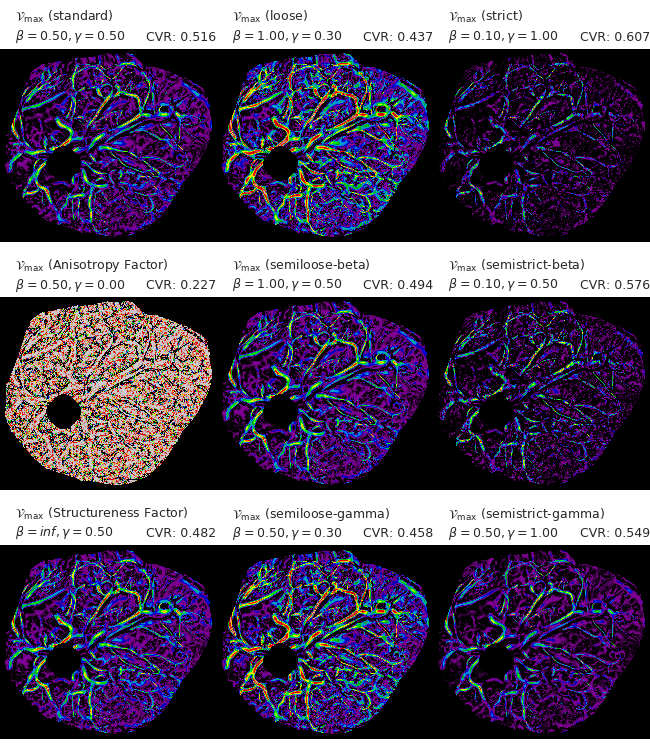 𝒱max (standard)
β = 0.50, γ = 0.50 CVR: 0.516
𝒱max (loose)
β = 1.00, γ = 0.30 CVR: 0.437
𝒱max (strict)
β = 0.10, γ = 1.00 CVR: 0.607
𝒱max (Anisotropy Factor)
β = 0.50, γ = 0.00 CVR: 0.227
𝒱max (semiloose-beta)
β = 1.00, γ = 0.50 CVR: 0.494
𝒱max (semistrict-beta)
β = 0.10, γ = 0.50 CVR: 0.576
𝒱max (Structureness Factor)
β = inf, γ = 0.50 CVR: 0.482
𝒱max (semiloose-gamma)
β = 0.50, γ = 0.30 CVR: 0.458
𝒱max (semistrict-gamma)
β = 0.50, γ = 1.00 CVR: 0.549